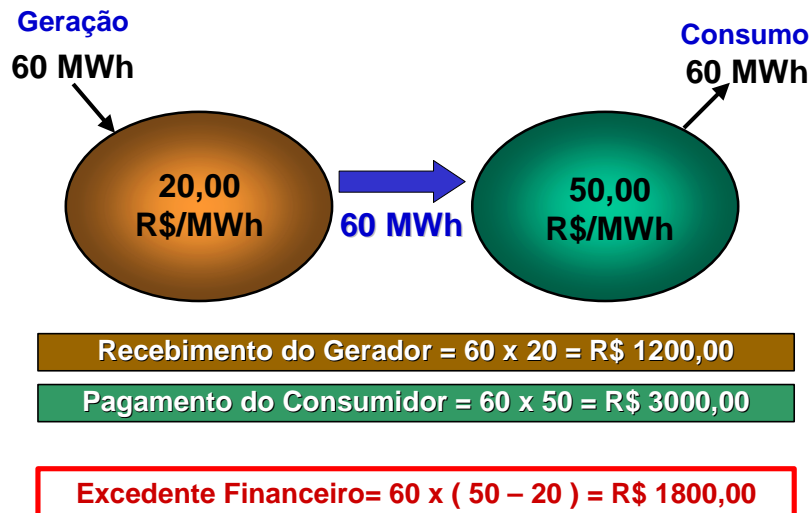 Geração
60 MWh
Consumo
60 MWh
20,00
R$/MWh
60 MWh
50,00
R$/MWh
Recebimento do Gerador = 60 x 20 = R$ 1200,00
Pagamento do Consumidor = 60 x 50 = R$ 3000,00
Excedente Financeiro= 60 x ( 50 – 20 ) = R$ 1800,00